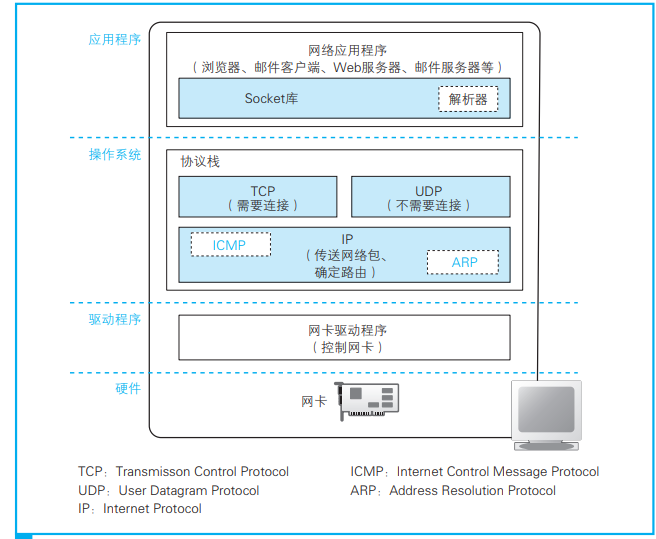 应用程序
网络应用程序
（浏览器、邮件客户端、Web服务器、邮件服务器等）
Socket库
解析器
操作系统
协议栈
TCP
（需要连接）
UDP
（不需要连接）
ICMP
IP
（传送网络包、
确定路由）
ARP
驱动程序
网卡驱动程序
（控制网卡）
硬件
网卡
TCP：Transmisson Control Protocol
UDP：User Datagram Protocol
IP：Internet Protocol
ICMP：Internet Control Message Protocol
ARP：Address Resolution Protocol